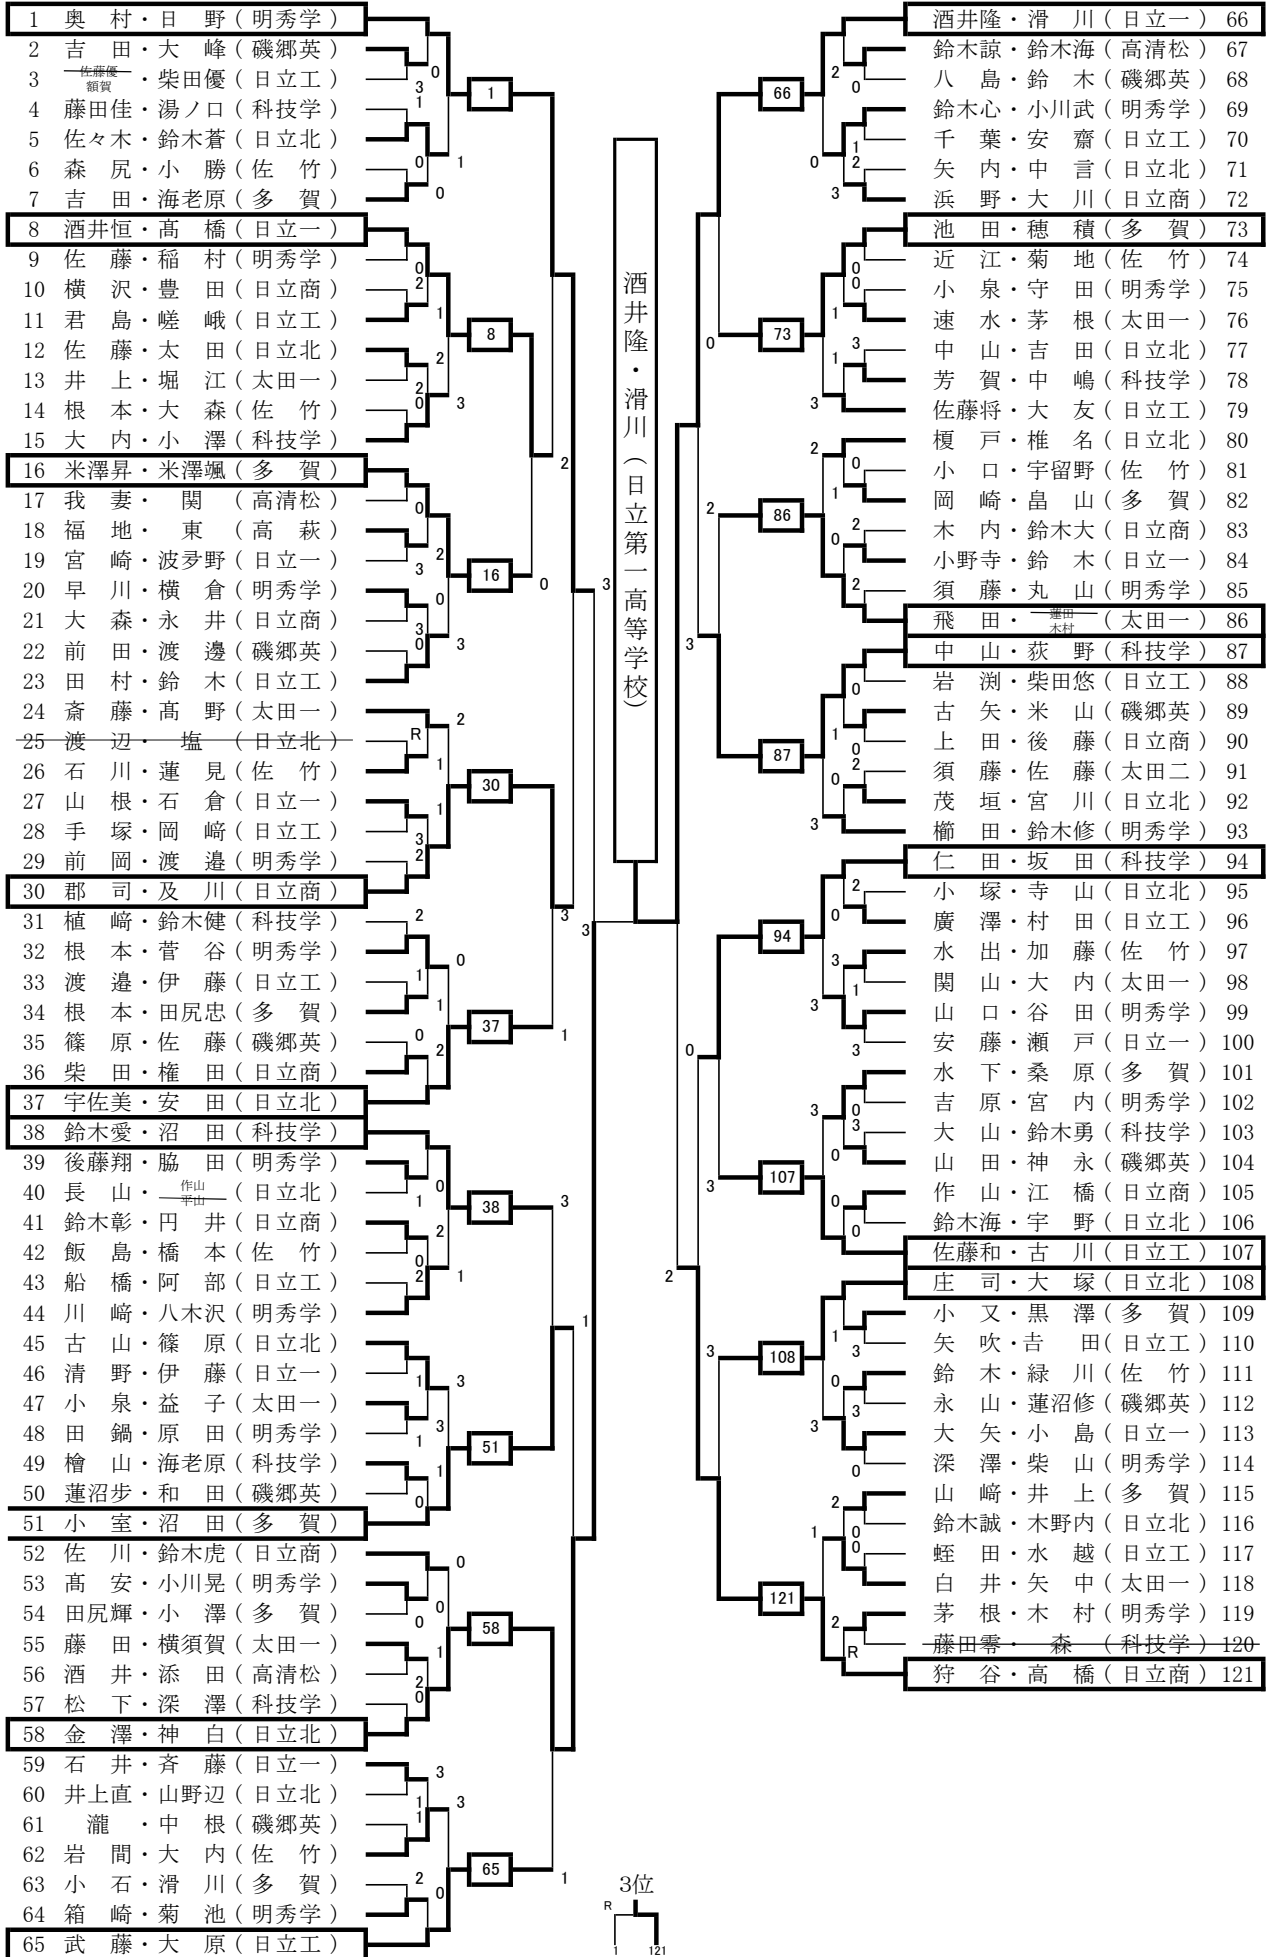 1 奥 村・日 野(明秀学)
2 吉 田・大 峰(磯郷英)
3 佐藤優 額賀・柴田優(日立工)
4 藤田佳・湯ノ口(科技学)
5 佐々木・鈴木蒼(日立北)
6 森 尻・小 勝(佐 竹)
7 吉 田・海老原(多 賀)
8 酒井恒・髙 橋(日立一)
9 佐 藤・稲 村(明秀学)
10 横 沢・豊 田(日立商)
11 君 島・嵯 峨(日立工)
12 佐 藤・太 田(日立北)
13 井 上・堀 江(太田一)
14 根 本・大 森(佐 竹)
15 大 内・小 澤(科技学)
16 米澤昇・米澤颯(多 賀)
17 我 妻・ 関 (高清松)
18 福 地・ 東 (高 萩)
19 宮 崎・波多野(日立一)
20 早 川・横 倉(明秀学)
21 大 森・永 井(日立商)
22 前 田・渡 邊(磯郷英)
23 田 村・鈴 木(日立工)
24 斎 藤・髙 野(太田一)
25 渡 辺・ 塩 (日立北)
26 石 川・蓮 見(佐 竹)
27 山 根・石 倉(日立一)
28 手 塚・岡 﨑(日立工)
29 前 岡・渡 邉(明秀学)
30 郡 司・及 川(日立商)
31 植 﨑・鈴木健(科技学)
32 根 本・菅 谷(明秀学)
33 渡 邉・伊 藤(日立工)
34 根 本・田尻忠(多 賀)
35 篠 原・佐 藤(磯郷英)
36 柴 田・権 田(日立商)
37 宇佐美・安 田(日立北)
38 鈴木愛・沼 田(科技学)
39 後藤翔・脇 田(明秀学)
40 長 山・作山 平山(日立北)
41 鈴木彰・円 井(日立商)
42 飯 島・橋 本(佐 竹)
43 船 橋・阿 部(日立工)
44 川 﨑・八木沢(明秀学)
45 古 山・篠 原(日立北)
46 清 野・伊 藤(日立一)
47 小 泉・益 子(太田一)
48 田 鍋・原 田(明秀学)
49 檜 山・海老原(科技学)
50 蓮沼歩・和 田(磯郷英)
51 小 室・沼 田(多 賀)
52 佐 川・鈴木虎(日立商)
53 髙 安・小川晃(明秀学)
54 田尻輝・小 澤(多 賀)
55 藤 田・横須賀(太田一)
56 酒 井・添 田(高清松)
57 松 下・深 澤(科技学)
58 金 澤・神 白(日立北)
59 石 井・斉 藤(日立一)
60 井上直・山野辺(日立北)
61 瀧 ・中 根(磯郷英)
62 岩 間・大 内(佐 竹)
63 小 石・滑 川(多 賀)
64 箱 崎・菊 池(明秀学)
65 武 藤・大 原(日立工)
酒井隆・滑川(日立第一高等学校)
酒井隆・滑 川(日立一) 66
鈴木諒・鈴木海(高清松) 67
八 島・鈴 木(磯郷英) 68
鈴木心・小川武(明秀学) 69
千 葉・安 齋(日立工) 70
矢 内・中 言(日立北) 71
浜 野・大 川(日立商) 72
池 田・穂 積(多 賀) 73
近 江・菊 地(佐 竹) 74
小 泉・守 田(明秀学) 75
速 水・茅 根(太田一) 76
中 山・吉 田(日立北) 77
芳 賀・中 嶋(科技学) 78
佐藤将・大 友(日立工) 79
榎 戸・椎 名(日立北) 80
小 口・宇留野(佐 竹) 81
岡 崎・畠 山(多 賀) 82
木 内・鈴木大(日立商) 83
小野寺・鈴 木(日立一) 84
須 藤・丸 山(明秀学) 85
飛 田・蓮田 木村(太田一) 86
中 山・荻 野(科技学) 87
岩 渕・柴田悠(日立工) 88
古 矢・米 山(磯郷英) 89
上 田・後 藤(日立商) 90
須 藤・佐 藤(太田二) 91
茂 垣・宮 川(日立北) 92
櫛 田・鈴木修(明秀学) 93
仁 田・坂 田(科技学) 94
小 塚・寺 山(日立北) 95
廣 澤・村 田(日立工) 96
水 出・加 藤(佐 竹) 97
関 山・大 内(太田一) 98
山 口・谷 田(明秀学) 99
安 藤・瀬 戸(日立一) 100
水 下・桑 原(多 賀) 101
吉 原・宮 内(明秀学) 102
大 山・鈴木勇(科技学) 103
山 田・神 永(磯郷英) 104
作 山・江 橋(日立商) 105
鈴木海・宇 野(日立北) 106
佐藤和・古 川(日立工) 107
庄 司・大 塚(日立北) 108
小 又・黒 澤(多 賀) 109
矢 吹・吉 田(日立工) 110
鈴 木・緑 川(佐 竹) 111
永 山・蓮沼修(磯郷英) 112
大 矢・小 島(日立一) 113
深 澤・柴 山(明秀学) 114
山 﨑・井 上(多 賀) 115
鈴木誠・木野内(日立北) 116
蛭 田・水 越(日立工) 117
白 井・矢 中(太田一) 118
茅 根・木 村(明秀学) 119
藤田零・ 森 (科技学) 120
狩 谷・高 橋(日立商) 121
3位
R
1 121